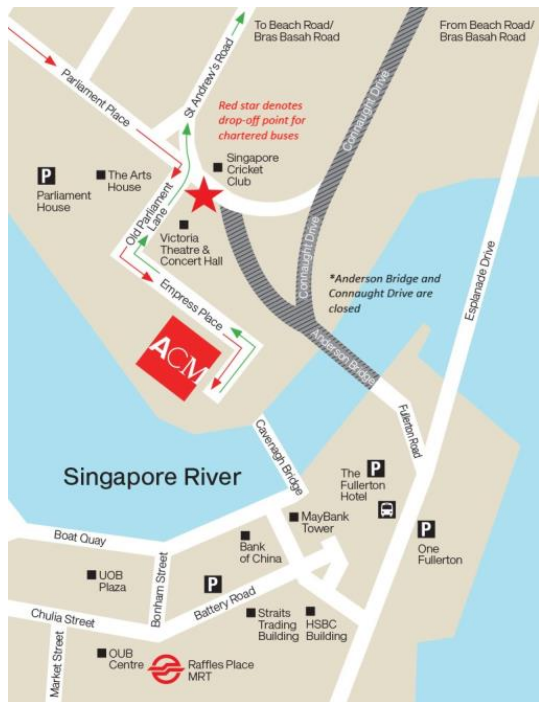 To Beach Road/
Bras Basah Road
From Beach Road/
Bras Basah Road
Parliament Place
St Andrew's Road
Connaught Drive
Red star denotes
drop-off point for
chartered buses
Singapore
Cricket
Club
P
Parliament
House
The Arts
House
Old Parliament
Lane
Victoria
Theatre &
Concert Hall
Connaught Drive
Esplanade Drive
*Anderson Bridge and
Connaught Drive are
closed
Empress Place
ACM
Anderson Bridge
Fullerton Road
Cavenagh Bridge
Singapore River
P
The
Fullerton
Hotel
MayBank
Tower
P
One
Fullerton
Boat Quay
Bank
of China
UOB
Plaza
Bonham Street
P
Battery Road
Chulia Street
Straits
Trading
Building
HSBC
Building
Market Street
OUB
Centre
Raffles Place
MRT